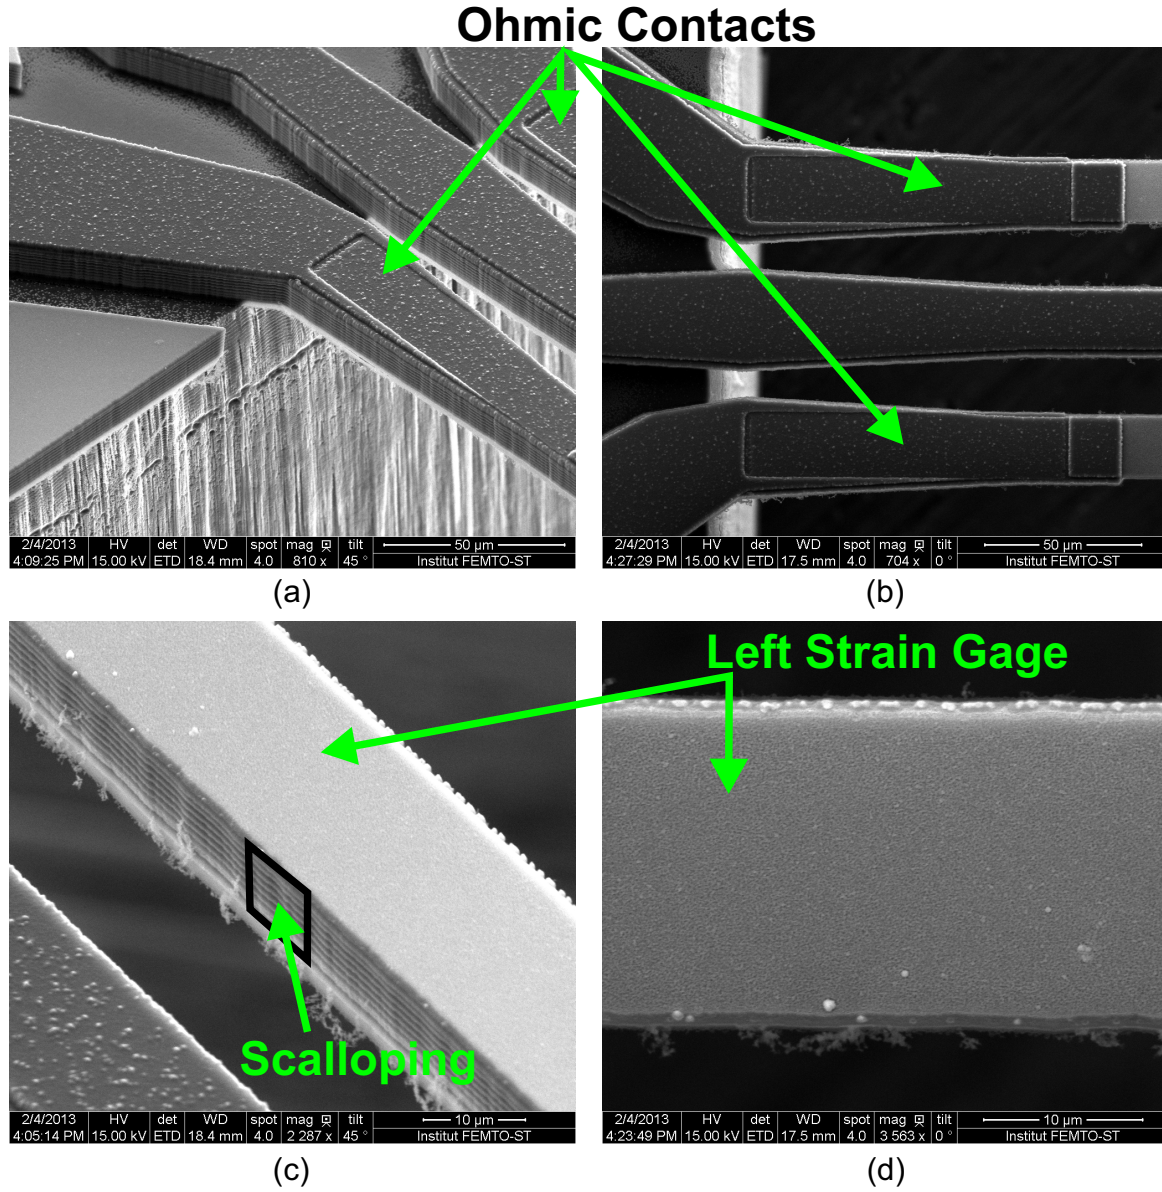 Ohmic Contacts
2/4/2013 HV det WD spot mag tilt 50 µm
4:09:25 PM 15.00 kV ETD 18.4 mm 4.0 810 x 45 ° Institut FEMTO-ST
2/4/2013 HV det WD spot mag tilt 50 µm
4:27:29 PM 15.00 kV ETD 17.5 mm 4.0 704 x 0 ° Institut FEMTO-ST
(a)
(b)
Left Strain Gage
Scalloping
2/4/2013 HV det WD spot mag tilt 10 µm
4:05:14 PM 15.00 kV ETD 18.4 mm 4.0 2 287 x 45 ° Institut FEMTO-ST
2/4/2013 HV det WD spot mag tilt 10 µm
4:23:49 PM 15.00 kV ETD 17.5 mm 4.0 3 563 x 0 ° Institut FEMTO-ST
(c)
(d)